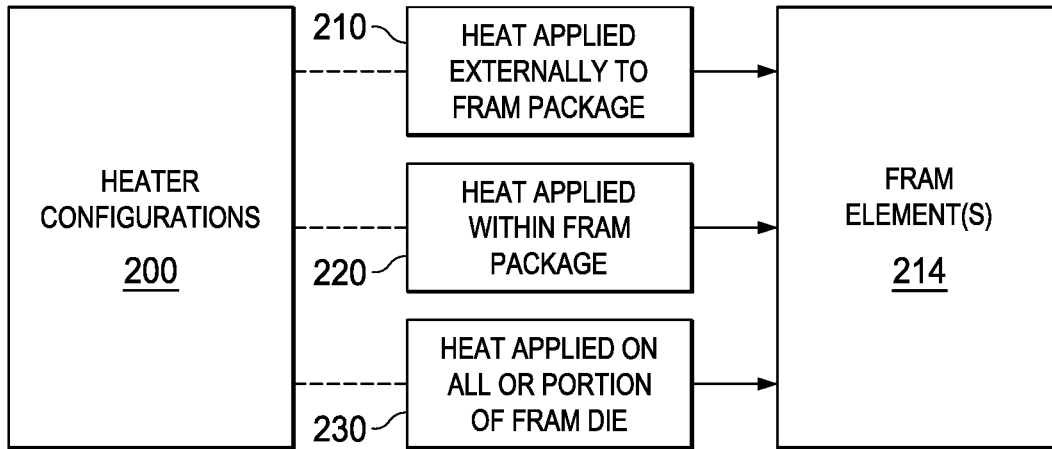 HEATER
CONFIGURATIONS
200
210
HEAT APPLIED
EXTERNALLY TO
FRAM PACKAGE
220
HEAT APPLIED
WITHIN FRAM
PACKAGE
230
HEAT APPLIED ON
ALL OR PORTION
OF FRAM DIE
FRAM
ELEMENT(S)
214